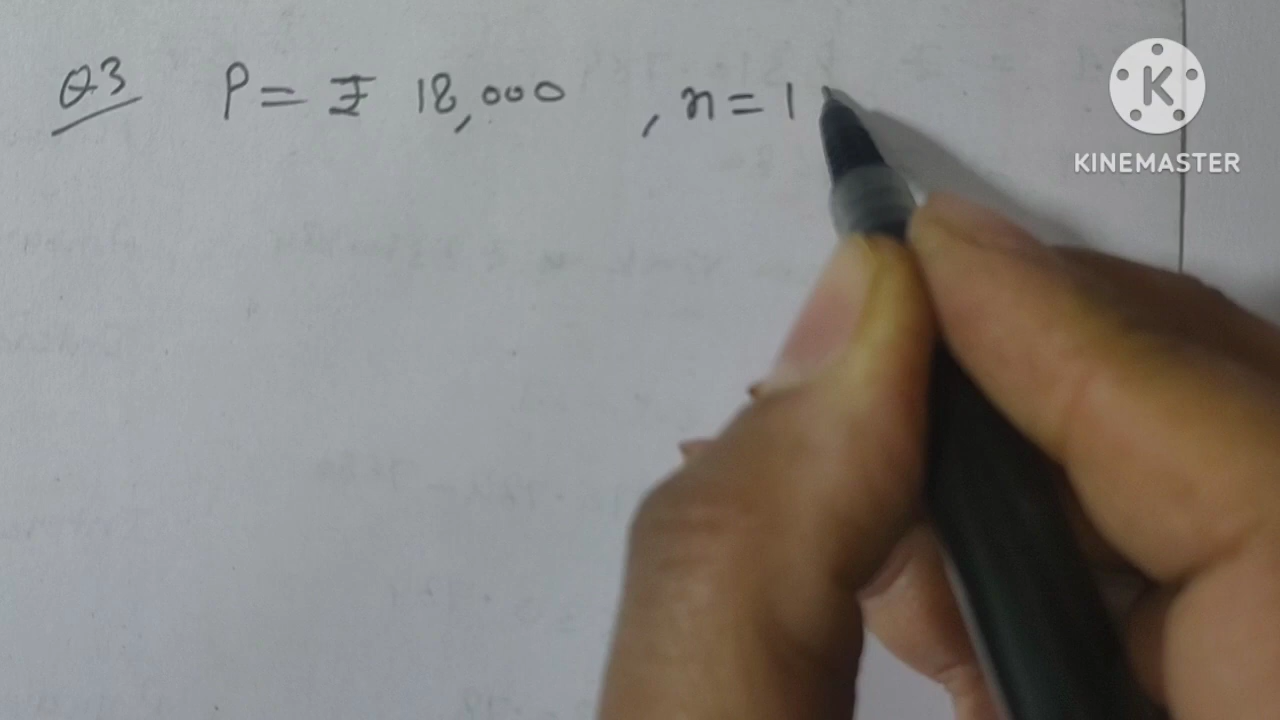 Q3 P = ₹ 18,000 , n = 1
K
KINEMASTER